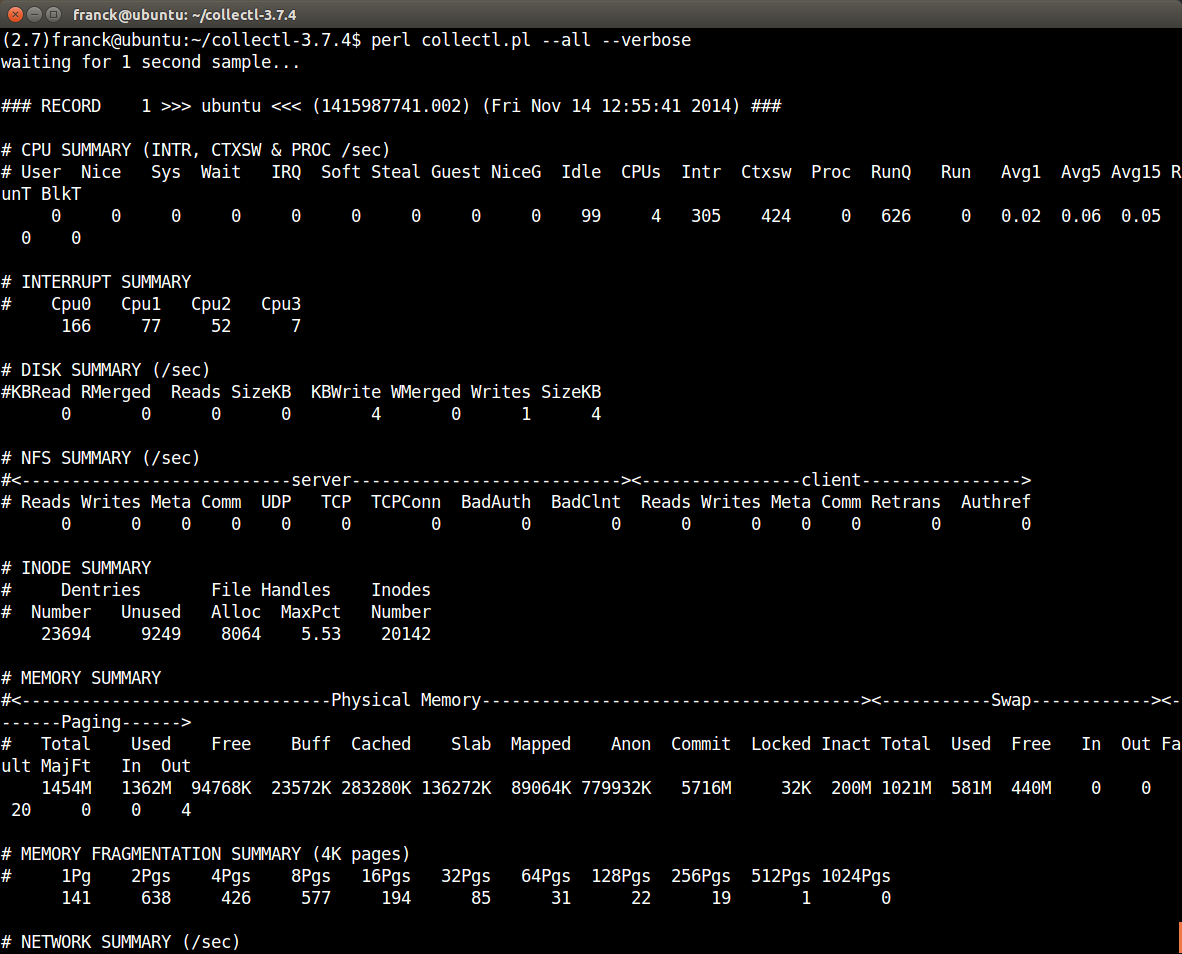 franck@ubuntu: ~/collectl-3.7.4
(2.7)franck@ubuntu:~/collectl-3.7.4$ perl collectl.pl --all --verbose
waiting for 1 second sample...

### RECORD    1 >>> ubuntu <<< (1415987741.002) (Fri Nov 14 12:55:41 2014) ###

# CPU SUMMARY (INTR, CTXSW & PROC /sec)
# User  Nice   Sys  Wait   IRQ  Soft Steal Guest NiceG  Idle  CPUs  Intr  Ctxsw  Proc  RunQ   Run   Avg1  Avg5 Avg15 R
unT BlkT
     0     0     0     0     0     0     0     0     0    99     4   305    424     0   626     0   0.02  0.06  0.05
  0    0

# INTERRUPT SUMMARY
#    Cpu0   Cpu1   Cpu2   Cpu3
      166     77     52      7

# DISK SUMMARY (/sec)
#KBRead RMerged  Reads SizeKB  KBWrite WMerged Writes SizeKB
      0       0      0      0        4       0      1      4

# NFS SUMMARY (/sec)
#<---------------------------server---------------------------><----------------client---------------->
# Reads Writes Meta Comm  UDP   TCP  TCPConn  BadAuth  BadClnt  Reads Writes Meta Comm Retrans  Authref
      0      0    0    0    0     0        0        0        0      0      0    0    0       0        0

# INODE SUMMARY
#     Dentries       File Handles    Inodes
#  Number   Unused   Alloc  MaxPct   Number
    23694     9249    8064    5.53    20142

# MEMORY SUMMARY
#<-------------------------------Physical Memory--------------------------------------><-----------Swap------------><-
------Paging------>
#   Total    Used    Free    Buff  Cached    Slab  Mapped    Anon  Commit  Locked Inact Total  Used  Free   In  Out Fa
ult MajFt   In  Out
    1454M   1362M  94768K  23572K 283280K 136272K  89064K 779932K   5716M     32K  200M 1021M  581M  440M    0    0
 20     0    0    4

# MEMORY FRAGMENTATION SUMMARY (4K pages)
#     1Pg    2Pgs    4Pgs    8Pgs   16Pgs   32Pgs   64Pgs  128Pgs  256Pgs  512Pgs 1024Pgs
      141     638     426     577     194      85      31      22      19       1       0

# NETWORK SUMMARY (/sec)